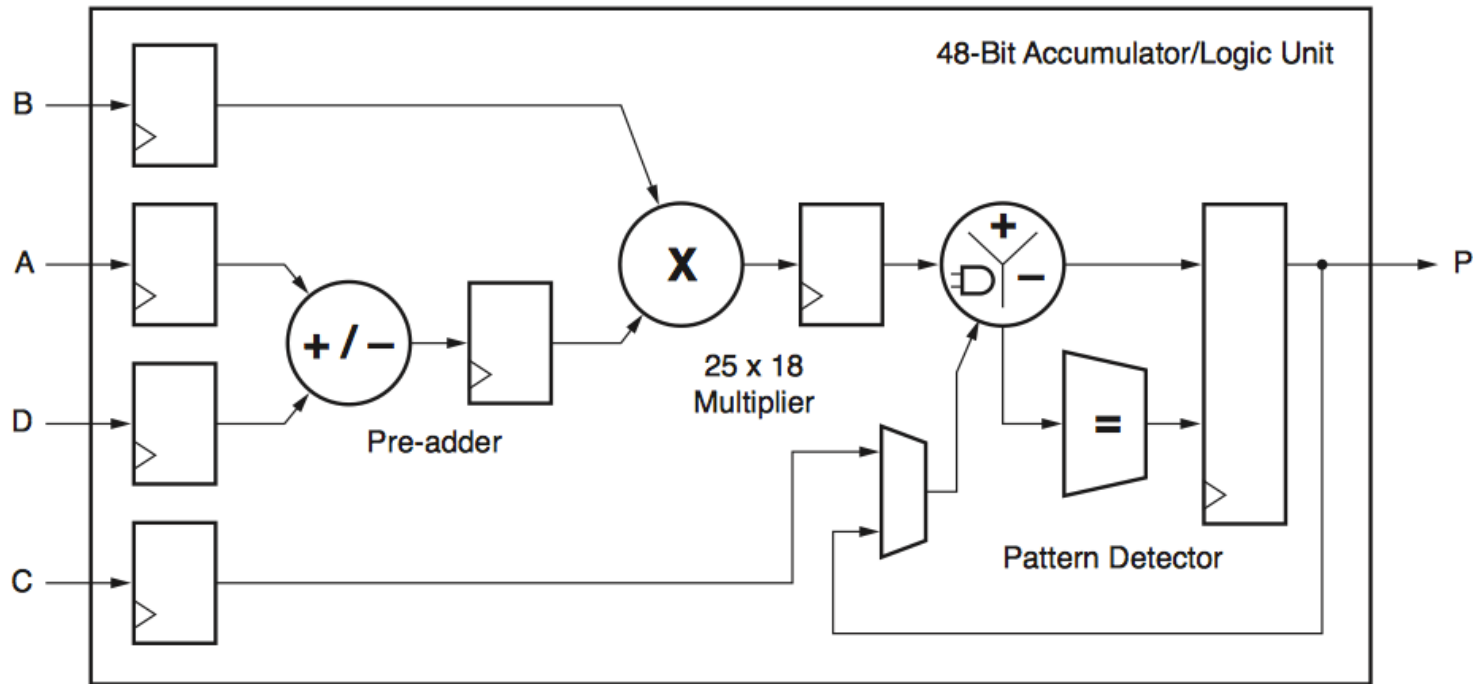 48-Bit Accumulator/Logic Unit
B
A
X
+
−
P
+ / −
25 x 18
Multiplier
D
Pre-adder
=
Pattern Detector
C